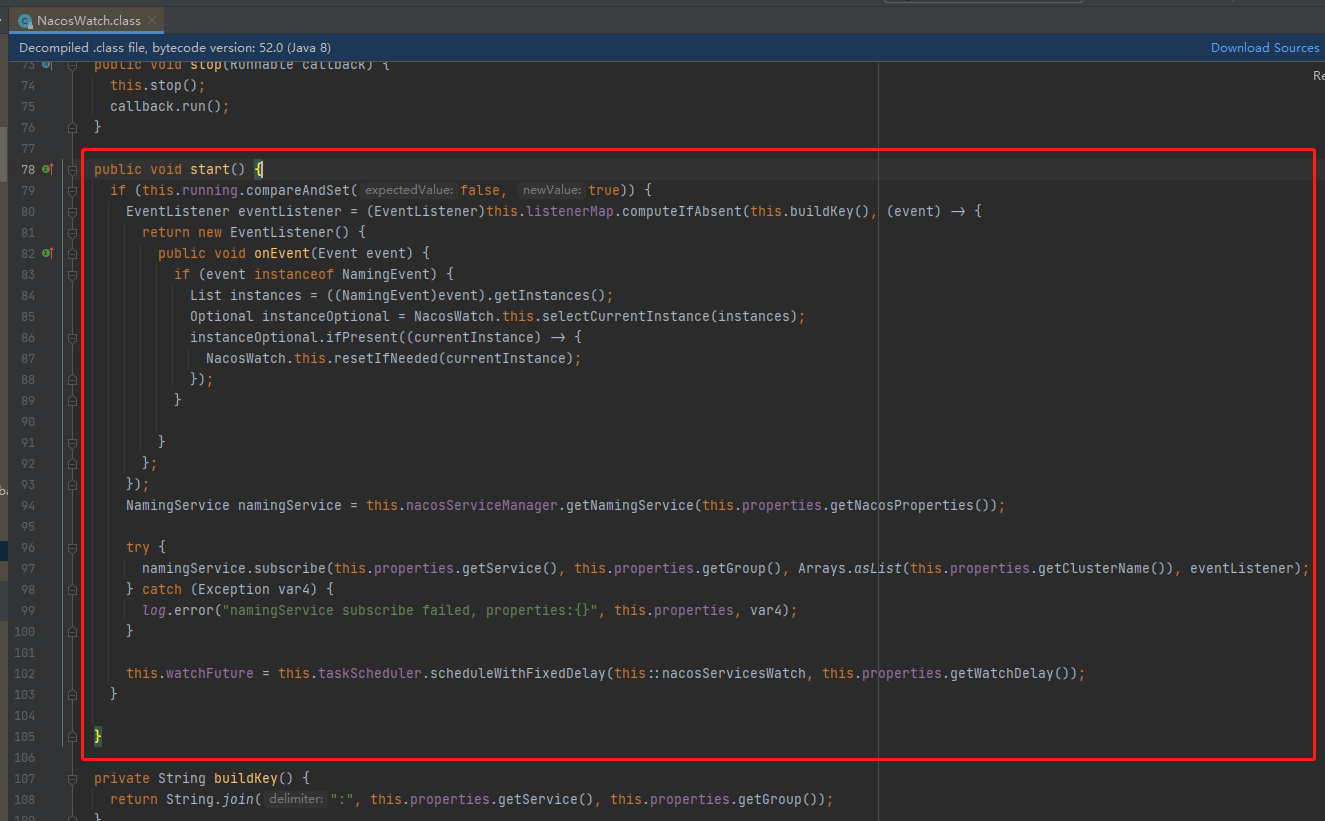 NacosWatch.class
Decompiled .class file, bytecode version: 52.0 (Java 8)
Download Sources
73 public void stop(Runnable callback) {
Re
74 this.stop();
75 callback.run();
76 }
77
78 public void start() {
79 if (this.running.compareAndSet( expectedValue: false, newValue: true)) {
80 EventListener eventListener = (EventListener)this.listenerMap.computeIfAbsent(this.buildKey(), (event) -> {
81 return new EventListener() {
82 public void onEvent(Event event) {
83 if (event instanceof NamingEvent) {
84 List instances = ((NamingEvent)event).getInstances();
85 Optional instanceOptional = NacosWatch.this.selectCurrentInstance(instances);
86 instanceOptional.ifPresent((currentInstance) -> {
87 NacosWatch.this.resetIfNeeded(currentInstance);
88 });
89 }
90
91 }
92 };
93 });
94 NamingService namingService = this.nacosServiceManager.getNamingService(this.properties.getNacosProperties());
95
96 try {
97 namingService.subscribe(this.properties.getService(), this.properties.getGroup(), Arrays.asList(this.properties.getClusterName()), eventListener);
98 } catch (Exception var4) {
99 log.error("namingService subscribe failed, properties:{}", this.properties, var4);
100 }
101
102 this.watchFuture = this.taskScheduler.scheduleWithFixedDelay(this::nacosServicesWatch, this.properties.getWatchDelay());
103 }
104
105 }
106
107 private String buildKey() {
108 return String.join( delimiter: ":", this.properties.getService(), this.properties.getGroup());
109 }